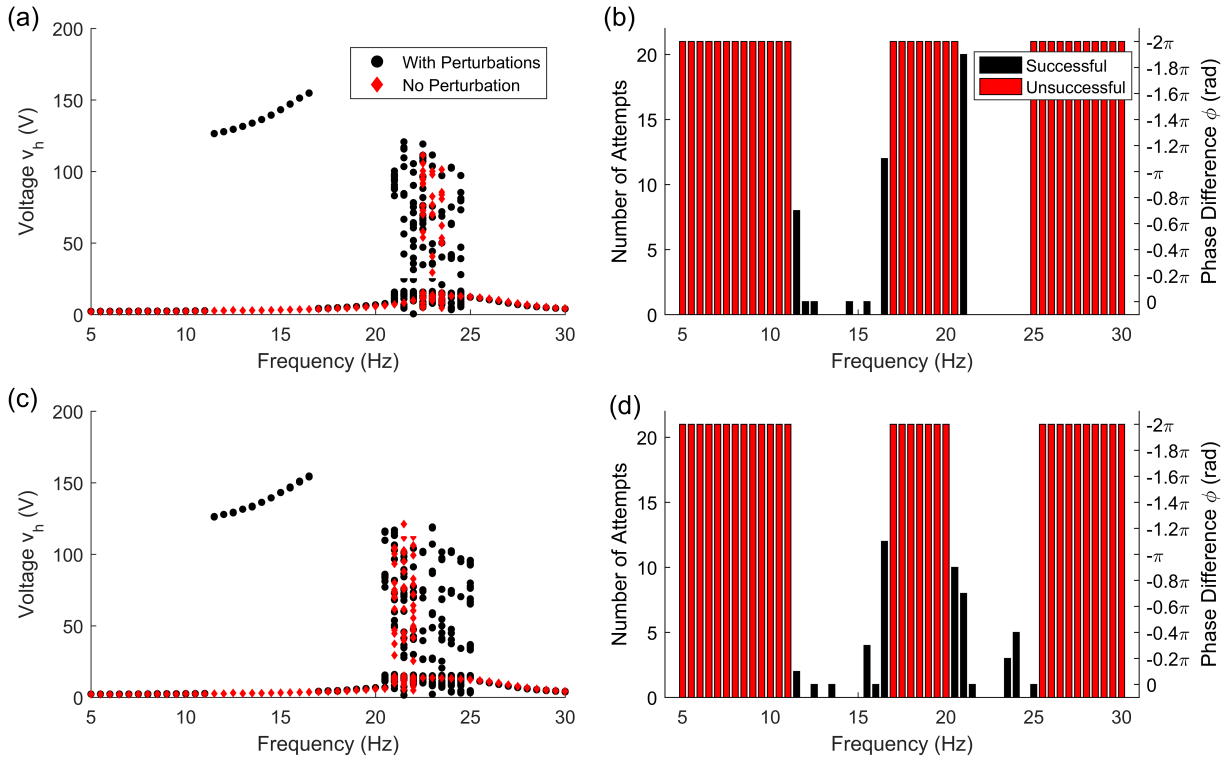 (a)
200
150
100
50
0
Voltage v_h (V)
With Perturbations
No Perturbation
5 10 15 20 25 30
Frequency (Hz)
(b)
20
15
10
5
0
Number of Attempts
Successful
Unsuccessful
-2π
-1.8π
-1.6π
-1.4π
-1.2π
-π
-0.8π
-0.6π
-0.4π
-0.2π
0
Phase Difference ϕ (rad)
5 10 15 20 25 30
Frequency (Hz)
(c)
200
150
100
50
0
Voltage v_h (V)
5 10 15 20 25 30
Frequency (Hz)
(d)
20
15
10
5
0
Number of Attempts
-2π
-1.8π
-1.6π
-1.4π
-1.2π
-π
-0.8π
-0.6π
-0.4π
-0.2π
0
Phase Difference ϕ (rad)
5 10 15 20 25 30
Frequency (Hz)